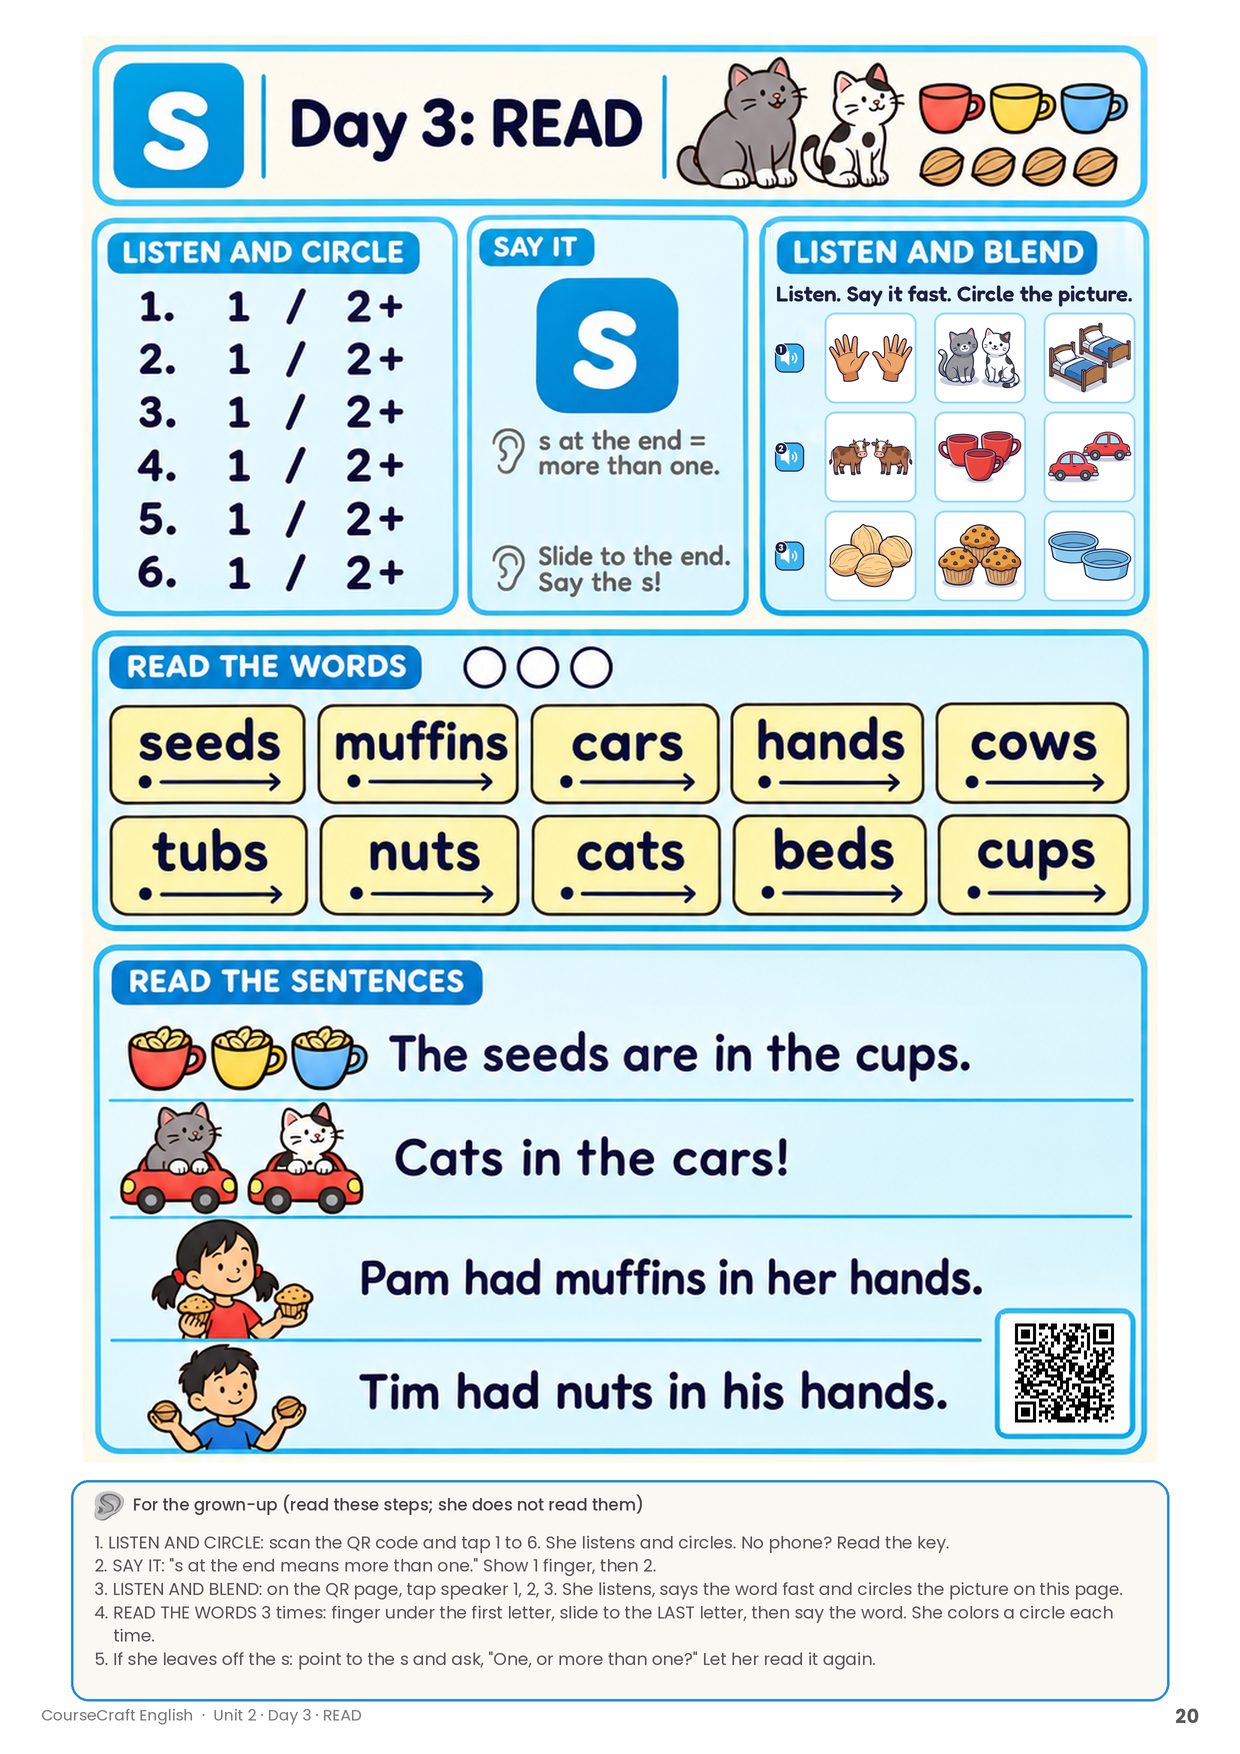 s
Day 3: READ
LISTEN AND CIRCLE
1. 1 / 2+
2. 1 / 2+
3. 1 / 2+
4. 1 / 2+
5. 1 / 2+
6. 1 / 2+
SAY IT
s
s at the end =
more than one.
Slide to the end.
Say the s!
LISTEN AND BLEND
Listen. Say it fast. Circle the picture.
1
2
3
READ THE WORDS
seeds muffins cars hands cows
tubs nuts cats beds cups
READ THE SENTENCES
The seeds are in the cups.
Cats in the cars!
Pam had muffins in her hands.
Tim had nuts in his hands.
For the grown-up (read these steps; she does not read them)
1. LISTEN AND CIRCLE: scan the QR code and tap 1 to 6. She listens and circles. No phone? Read the key.
2. SAY IT: "s at the end means more than one." Show 1 finger, then 2.
3. LISTEN AND BLEND: on the QR page, tap speaker 1, 2, 3. She listens, says the word fast and circles the picture on this page.
4. READ THE WORDS 3 times: finger under the first letter, slide to the LAST letter, then say the word. She colors a circle each
time.
5. If she leaves off the s: point to the s and ask, "One, or more than one?" Let her read it again.
CourseCraft English · Unit 2 · Day 3 · READ
20